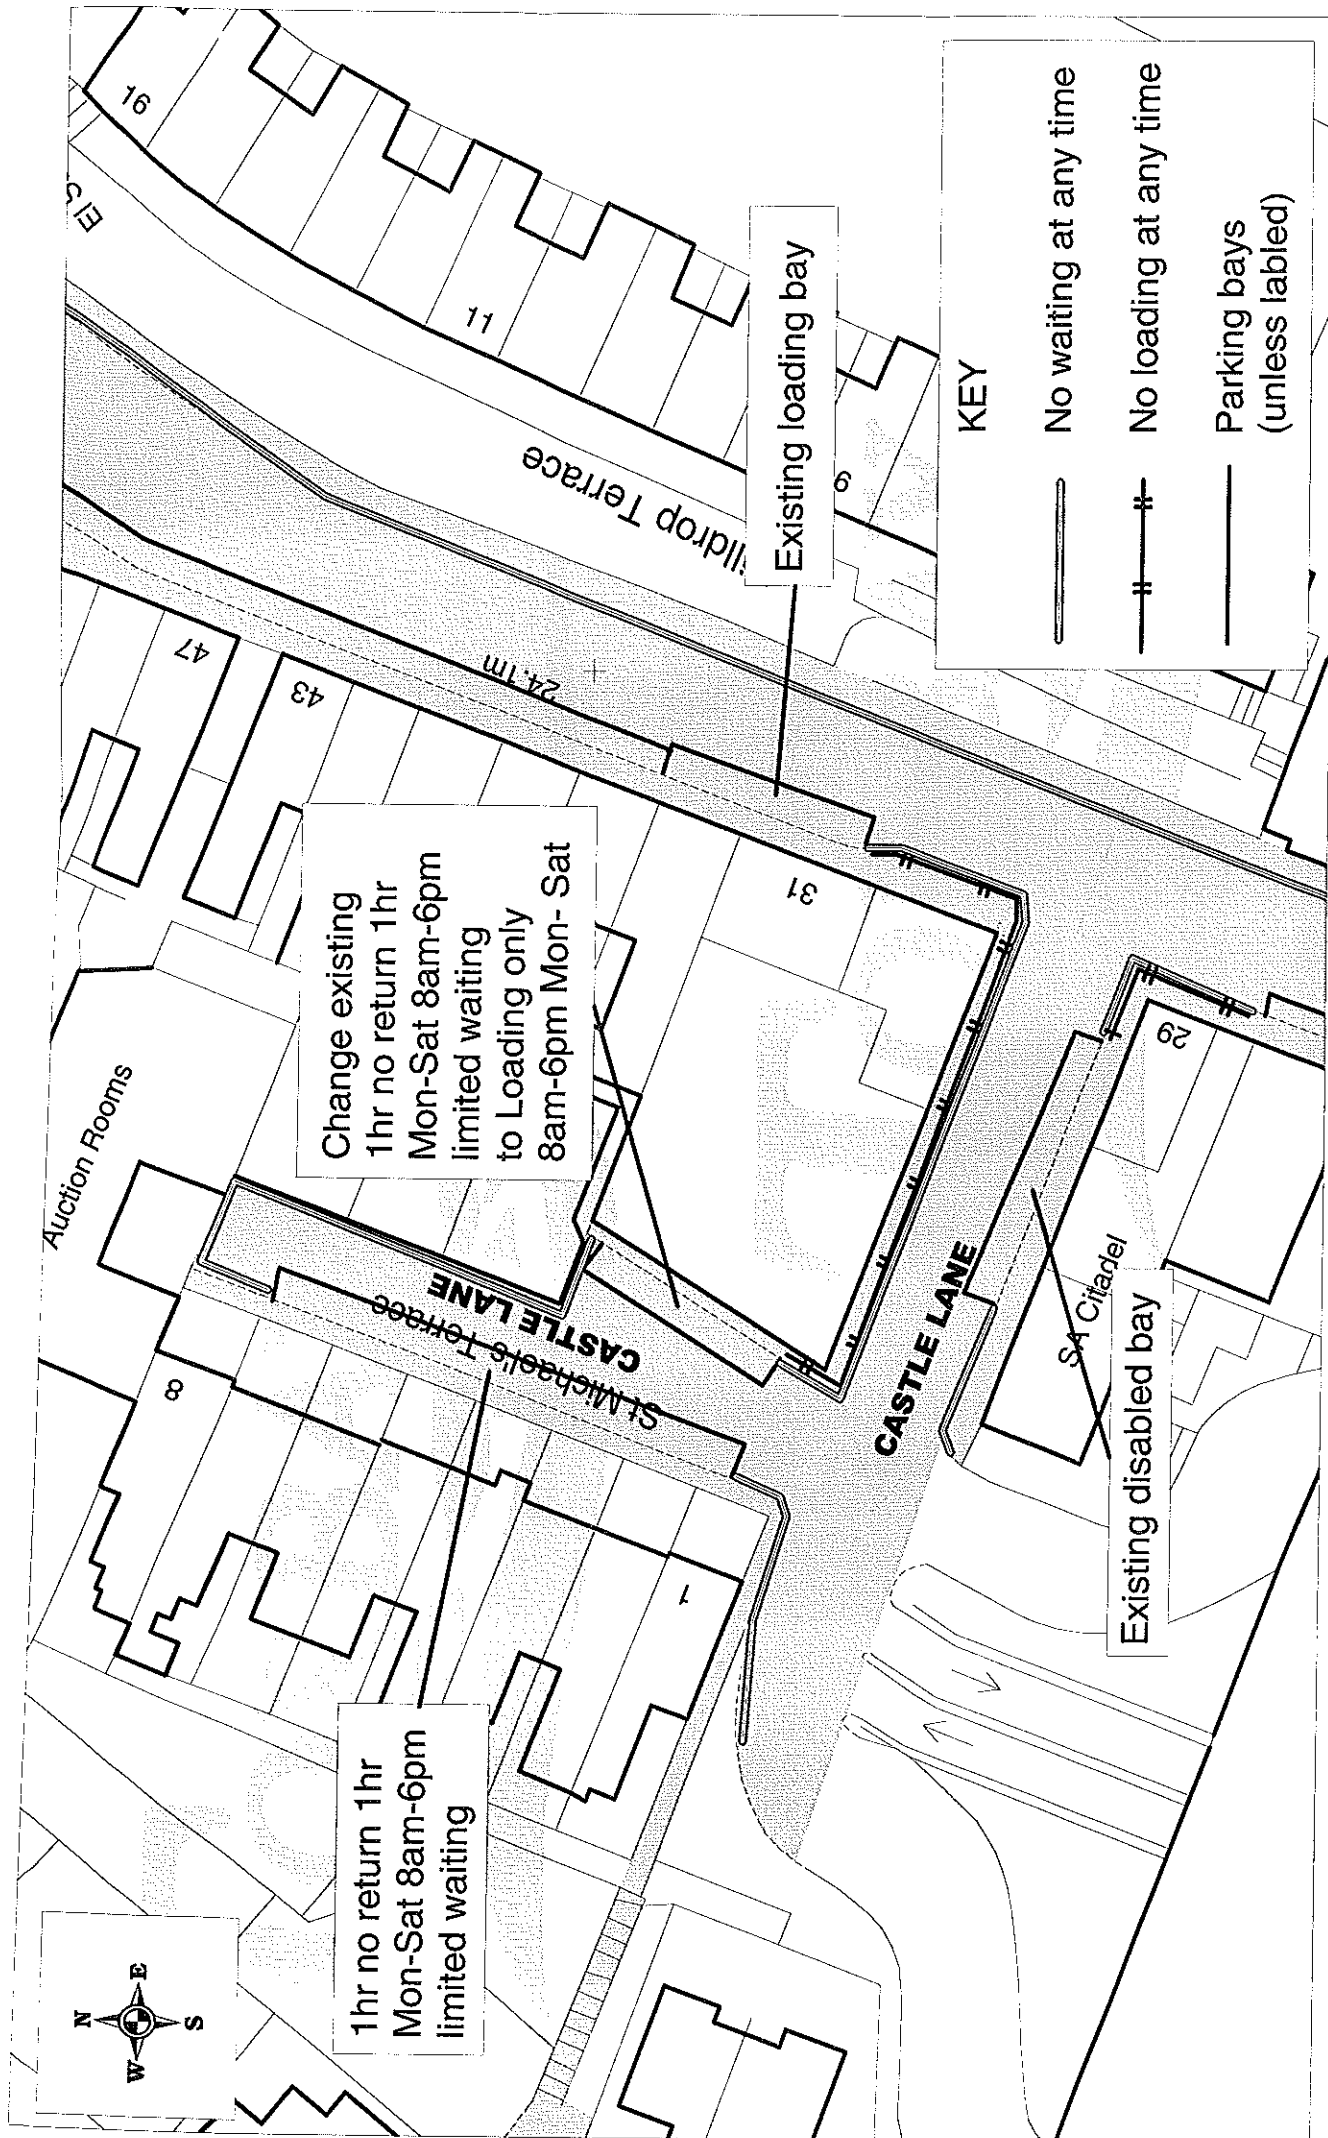 N
W
E
S
1hr no return 1hr
Mon-Sat 8am-6pm
limited waiting
Change existing
1hr no return 1hr
Mon-Sat 8am-6pm
limited waiting
to Loading only
8am-6pm Mon- Sat
Existing loading bay
Existing disabled bay
Auction Rooms
St Michael's Terrace
CASTLE LANE
CASTLE LANE
SA Citadel
Terrace
24.1m
8
1
47
43
31
29
16
11
9
KEY
No waiting at any time
No loading at any time
Parking bays
(unless labled)